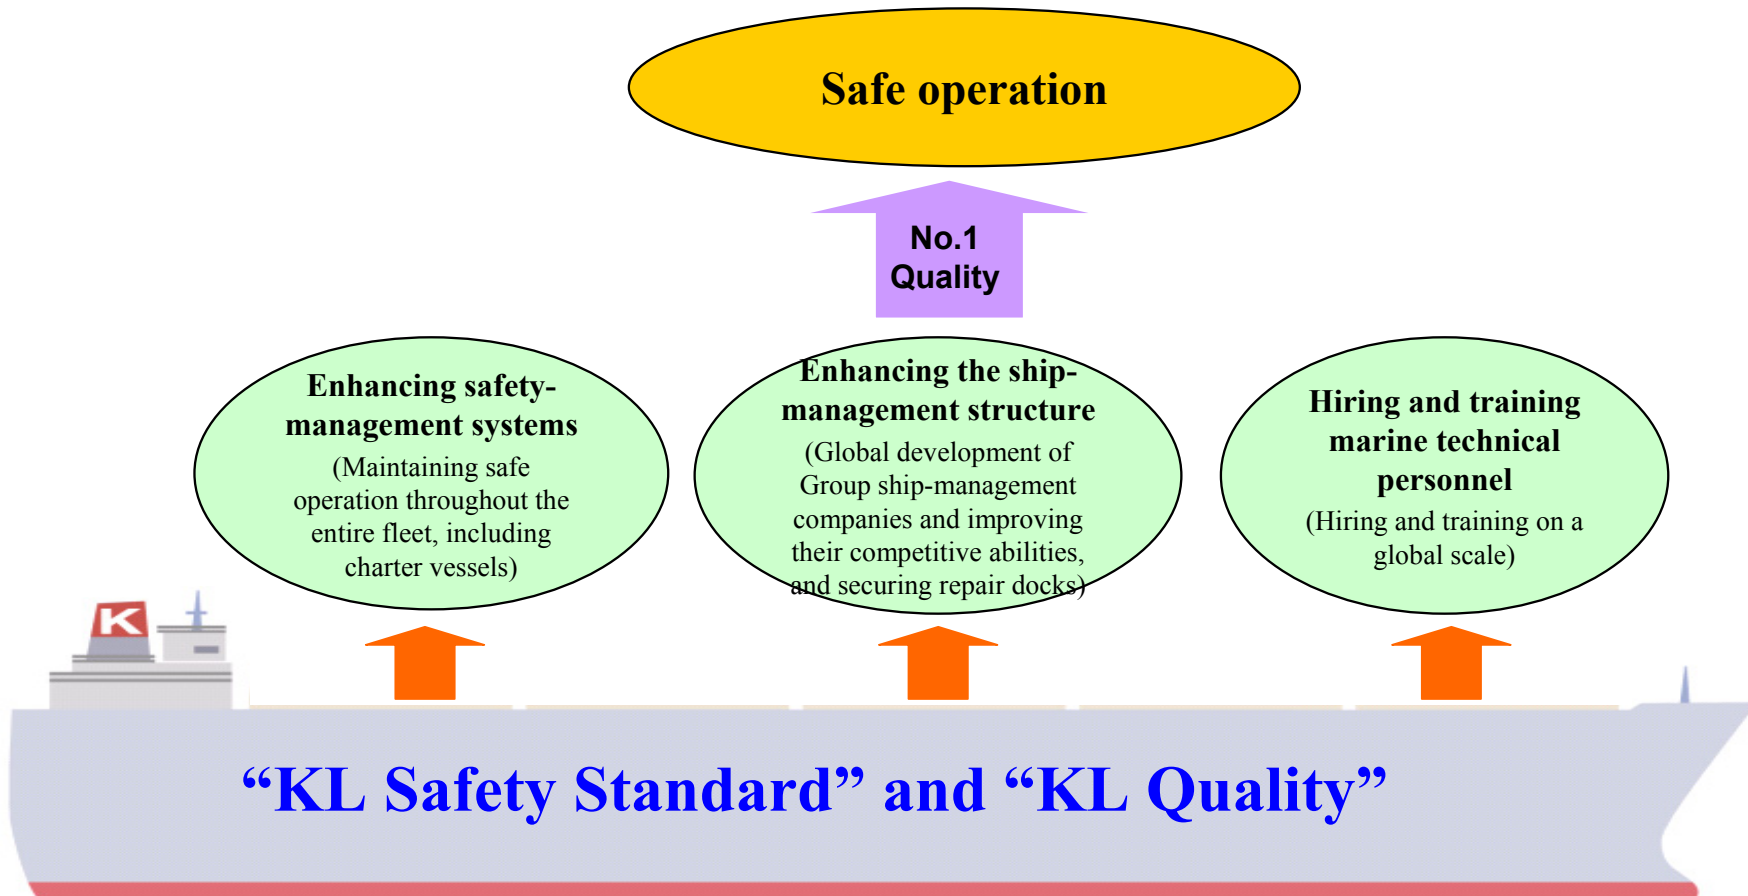 Safe operation
No.1
Quality
Enhancing safety-
management systems
(Maintaining safe
operation throughout the
entire fleet, including
charter vessels)
Enhancing the ship-
management structure
(Global development of
Group ship-management
companies and improving
their competitive abilities,
and securing repair docks)
Hiring and training
marine technical
personnel
(Hiring and training on a
global scale)
K
“KL Safety Standard” and “KL Quality”